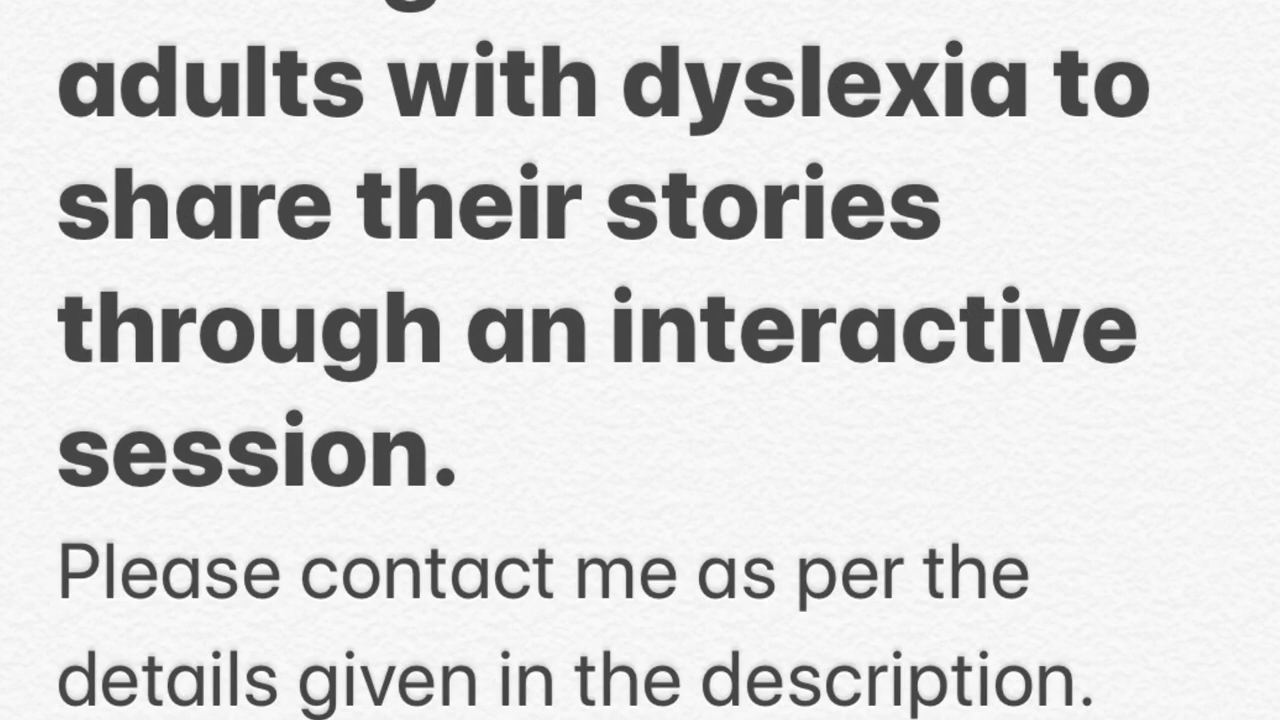 adults with dyslexia to
share their stories
through an interactive
session.
Please contact me as per the
details given in the description.